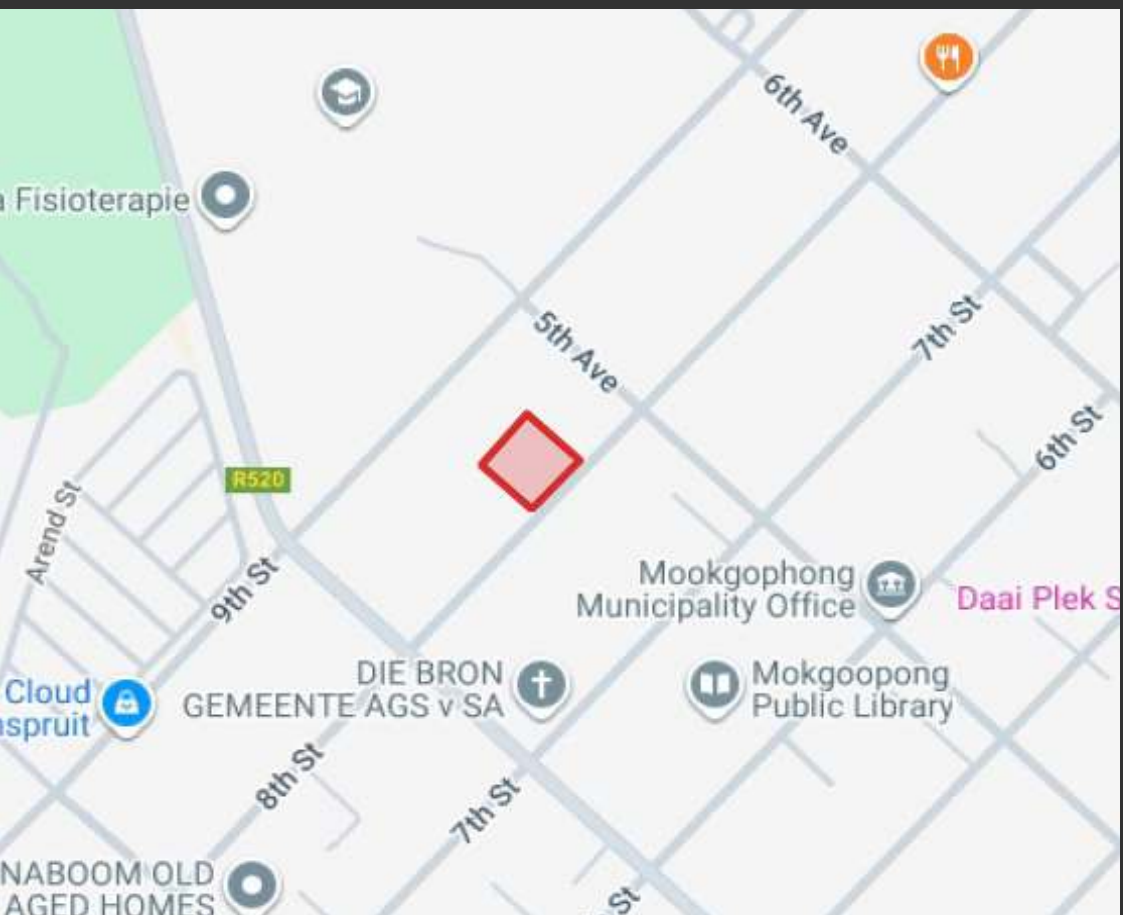 6th Ave
a Fisioterapie
5th Ave
7th St
6th St
R520
Arend St
9th St
Mookgophong
Municipality Office
Daai Plek S
DIE BRON
GEMEENTE AGS v SA
Mokgoopong
Public Library
Cloud
nspruit
8th St
7th St
NABOOM OLD
AGED HOMES
St